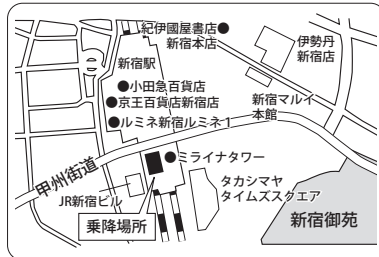 紀伊國屋書店
新宿本店
伊勢丹
新宿店
新宿駅
小田急百貨店
京王百貨店新宿店
新宿マルイ
本館
ルミネ新宿ルミネ1
ミライナタワー
甲州街道
タカシマヤ
タイムズスクエア
JR新宿ビル
乗降場所
新宿御苑